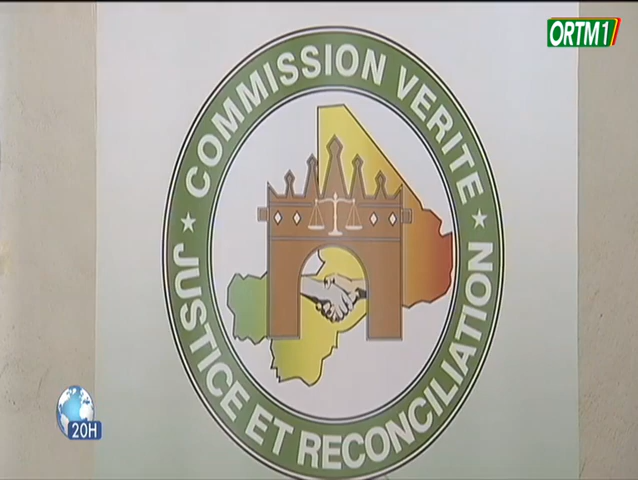 ORTM1
COMMISSION VERITE
★ JUSTICE ET RECONCILIATION ★
20H